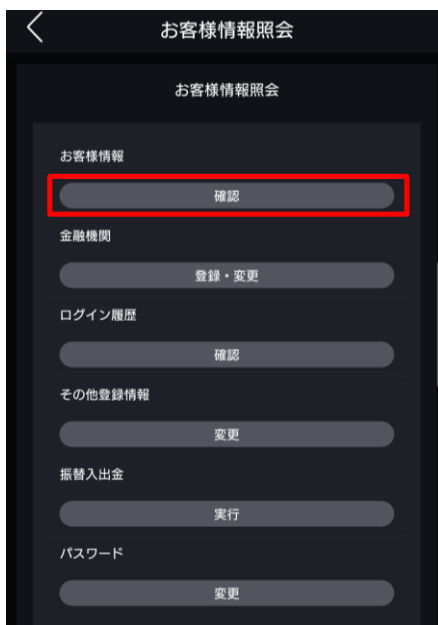 お客様情報照会
お客様情報照会
お客様情報
確認
金融機関
登録・変更
ログイン履歴
確認
その他登録情報
変更
振替入出金
実行
パスワード
変更